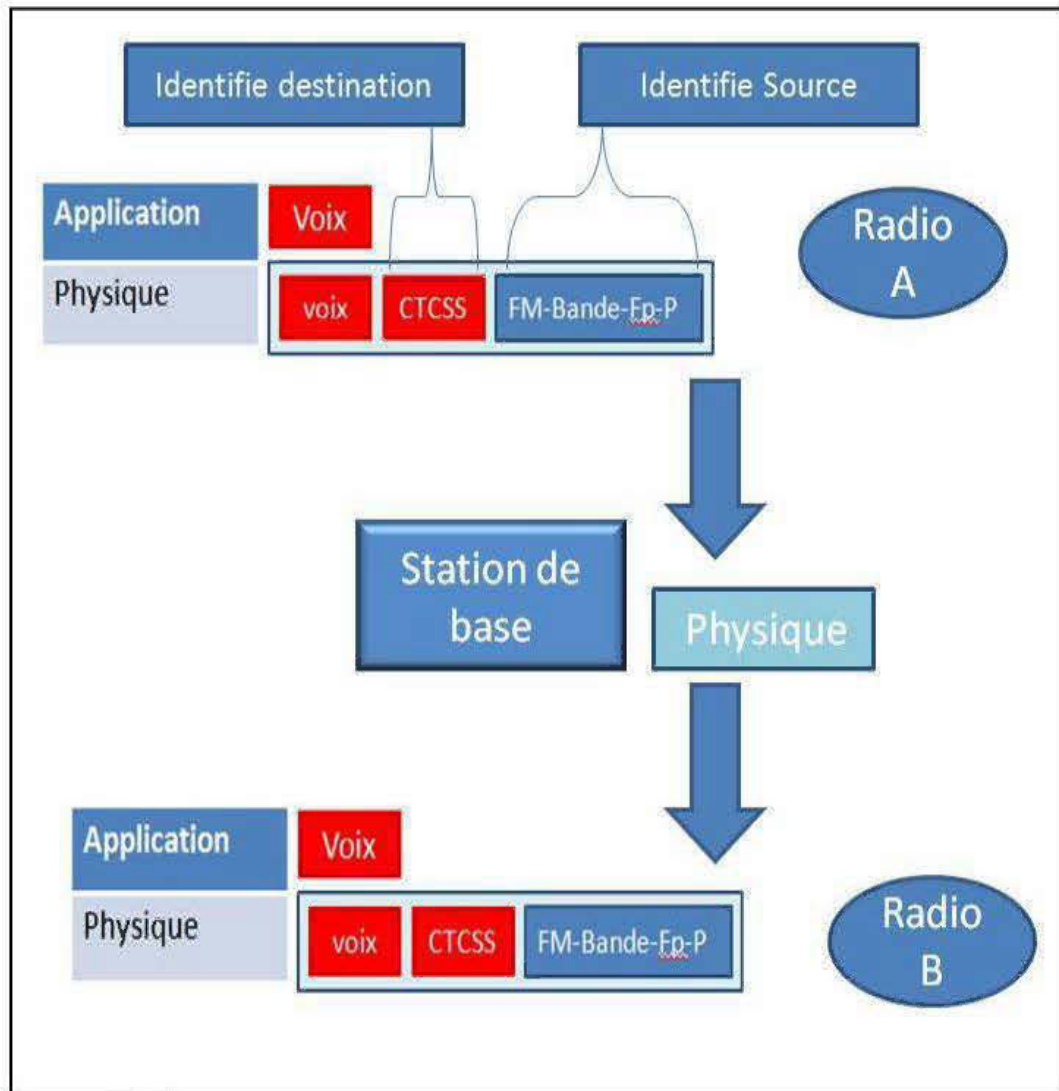 Identifie destination
Identifie Source
Application
Voix
Radio
A
Physique
voix
CTCSS
FM-Bande-Fp-P
Station de
base
Physique
Application
Voix
Physique
voix
CTCSS
FM-Bande-Fp-P
Radio
B